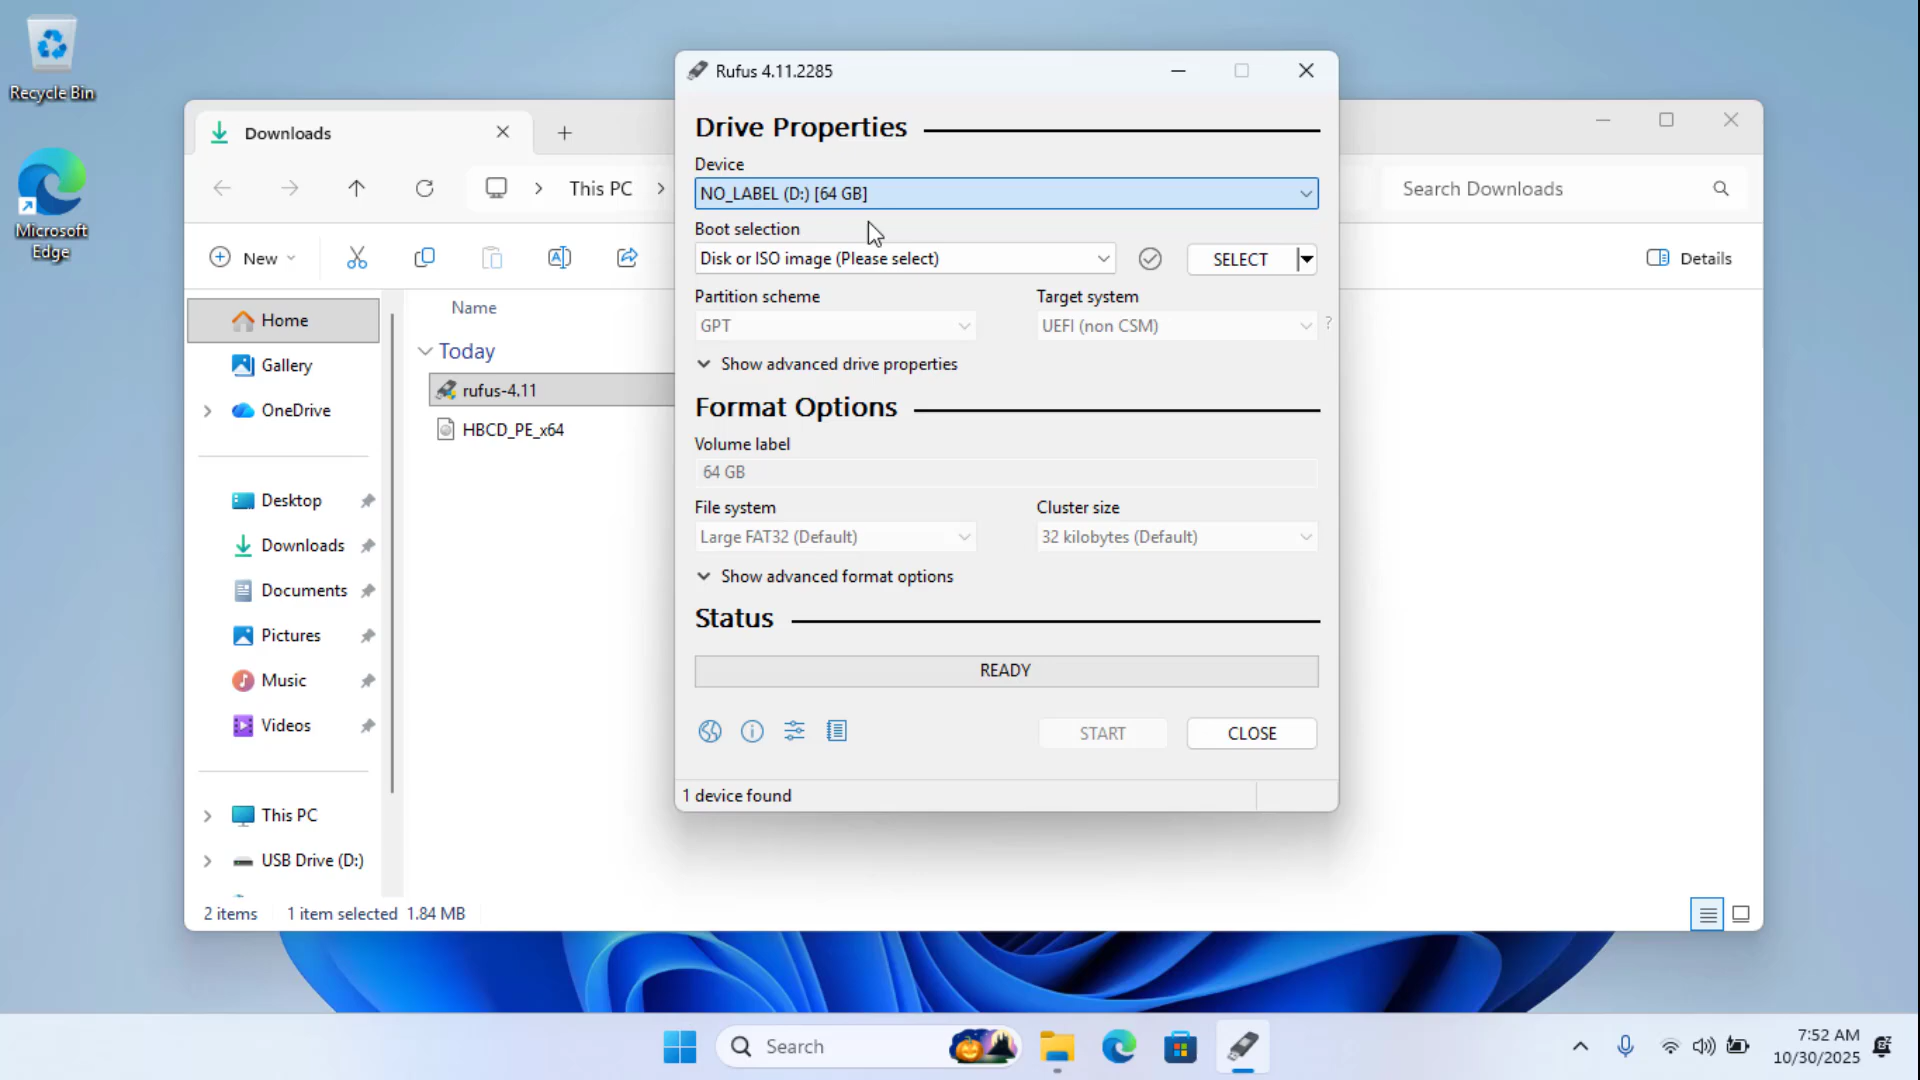 Recycle Bin
Microsoft
Edge
Downloads
This PC
Search Downloads
New
Details
Home
Gallery
OneDrive
Desktop
Downloads
Documents
Pictures
Music
Videos
This PC
USB Drive (D:)
Name
Today
rufus-4.11
HBCD_PE_x64
2 items
1 item selected 1.84 MB
Rufus 4.11.2285
Drive Properties
Device
NO_LABEL (D:) [64 GB]
Boot selection
Disk or ISO image (Please select)
SELECT
Partition scheme
Target system
GPT
UEFI (non CSM)
?
Show advanced drive properties
Format Options
Volume label
64 GB
File system
Cluster size
Large FAT32 (Default)
32 kilobytes (Default)
Show advanced format options
Status
READY
START
CLOSE
1 device found
Search
7:52 AM
10/30/2025